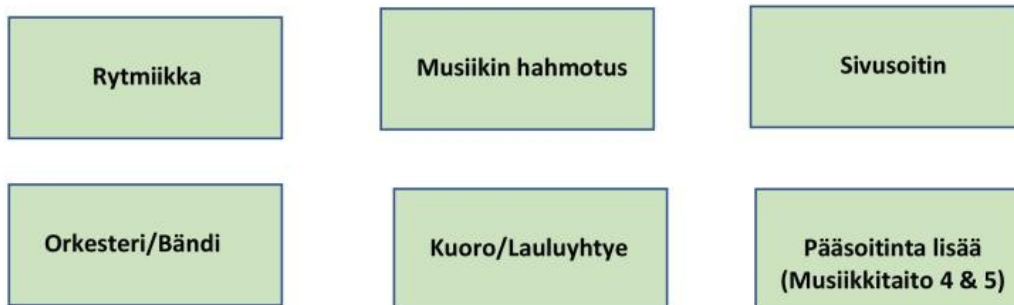 Rytmiikka
Musiikin hahmotus
Sivusoitin
Orkesteri/Bändi
Kuoro/Lauluyhtye
Pääsoitinta lisää
(Musiikkitaito 4 & 5)